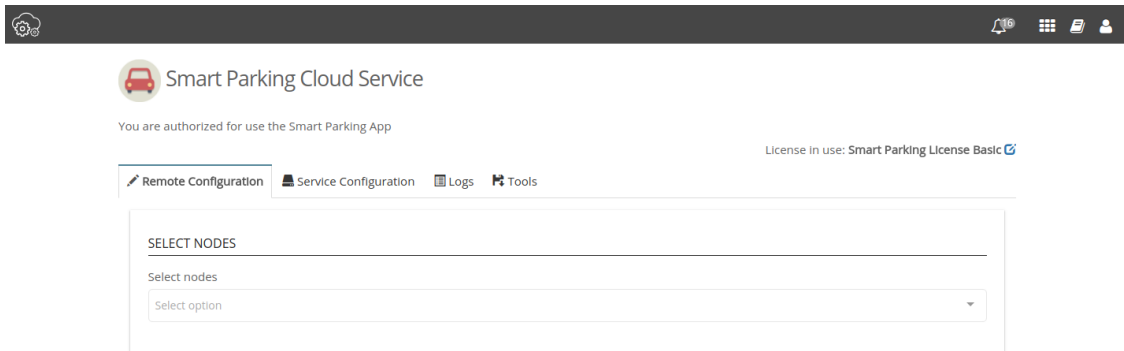 16
Smart Parking Cloud Service
You are authorized for use the Smart Parking App
License in use: Smart Parking License Basic
Remote Configuration Service Configuration Logs Tools
SELECT NODES
Select nodes
Select option